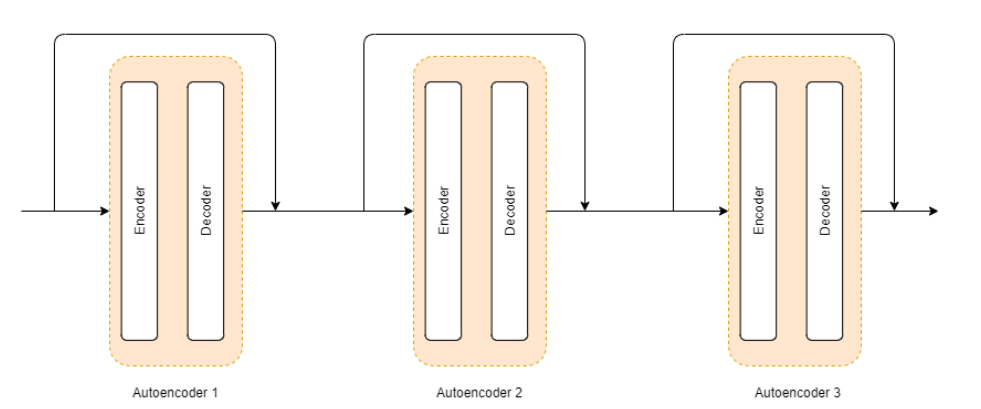 Encoder
Decoder
Encoder
Decoder
Encoder
Decoder
Autoencoder 1
Autoencoder 2
Autoencoder 3